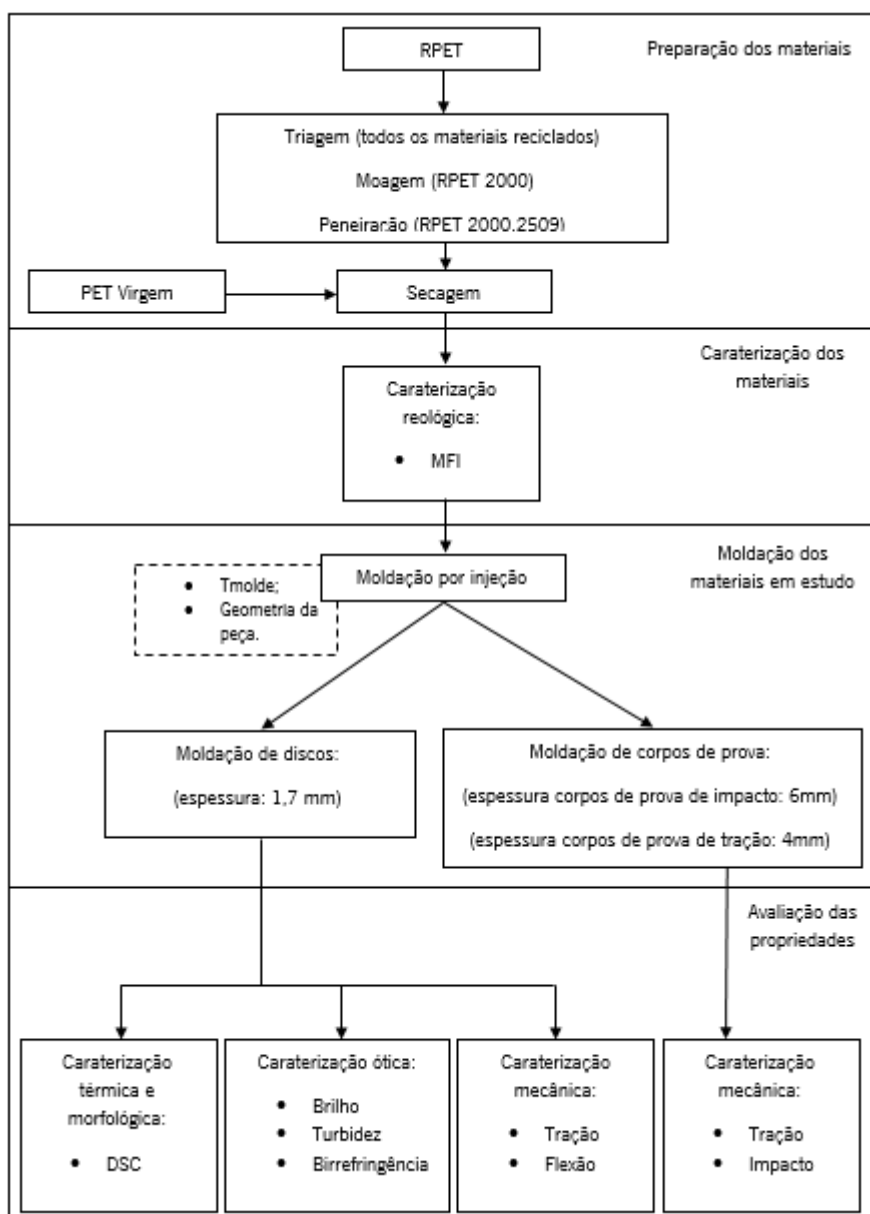 RPET
Preparação dos materiais
Triagem (todos os materiais reciclados)
Moagem (RPET 2000)
Peneiração (RPET 2000,2509)
PET Virgem
Secagem
Caraterização dos
materiais
Caraterização
reológica:
• MFI
Moldação dos
materiais em estudo
Moldação por injeção
• Tmolde;
• Geometria da
peça.
Moldação de discos:
(espessura: 1,7 mm)
Moldação de corpos de prova:
(espessura corpos de prova de impacto: 6mm)
(espessura corpos de prova de tração: 4mm)
Avaliação das
propriedades
Caraterização
térmica e
morfológica:
• DSC
Caraterização ótica:
• Brilho
• Turbidez
• Birrefringência
Caraterização
mecânica:
• Tração
• Flexão
Caraterização
mecânica:
• Tração
• Impacto